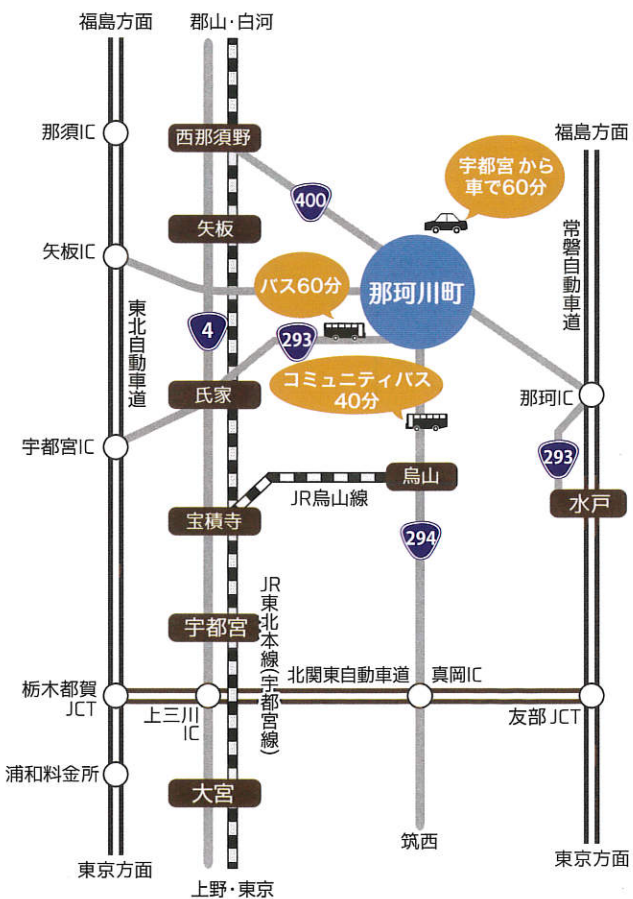 福島方面
郡山・白河
那須IC
西那須野
福島方面
宇都宮 から
車で60分
400
矢板
矢板IC
常磐自動車道
那珂川町
バス60分
東北自動車道
4
293
コミュニティバス
40分
氏家
那珂IC
宇都宮IC
293
烏山
JR烏山線
水戸
宝積寺
294
JR東北本線(宇都宮線)
宇都宮
北関東自動車道
真岡IC
栃木都賀
JCT
上三川
IC
友部 JCT
浦和料金所
大宮
筑西
東京方面
東京方面
上野・東京